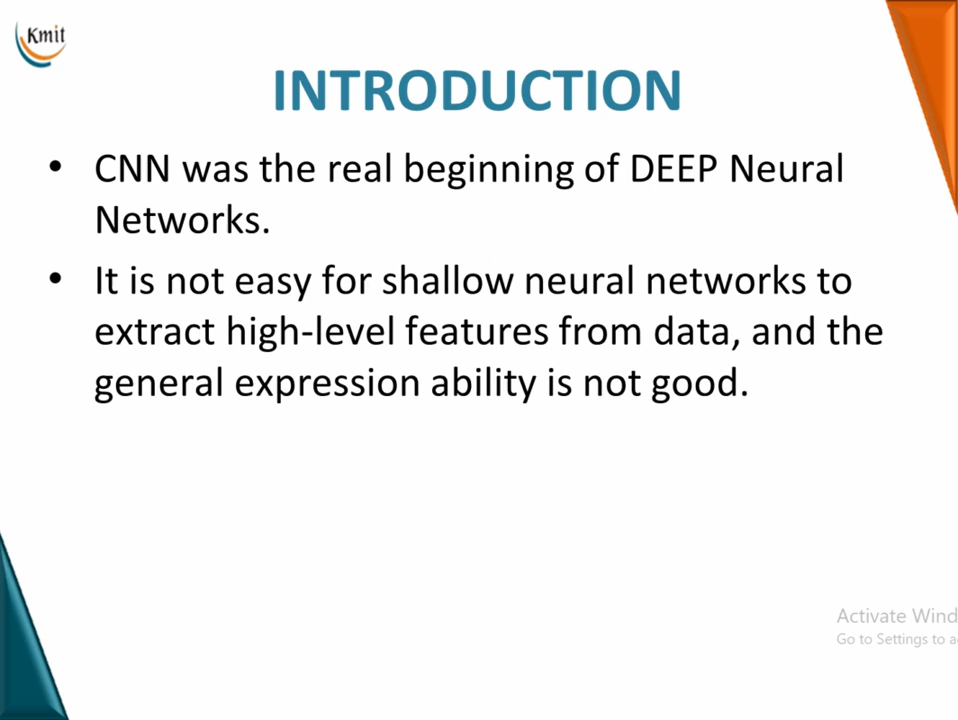 Kmit
INTRODUCTION
• CNN was the real beginning of DEEP Neural
Networks.
• It is not easy for shallow neural networks to
extract high-level features from data, and the
general expression ability is not good.
Activate Wind
Go to Settings to a